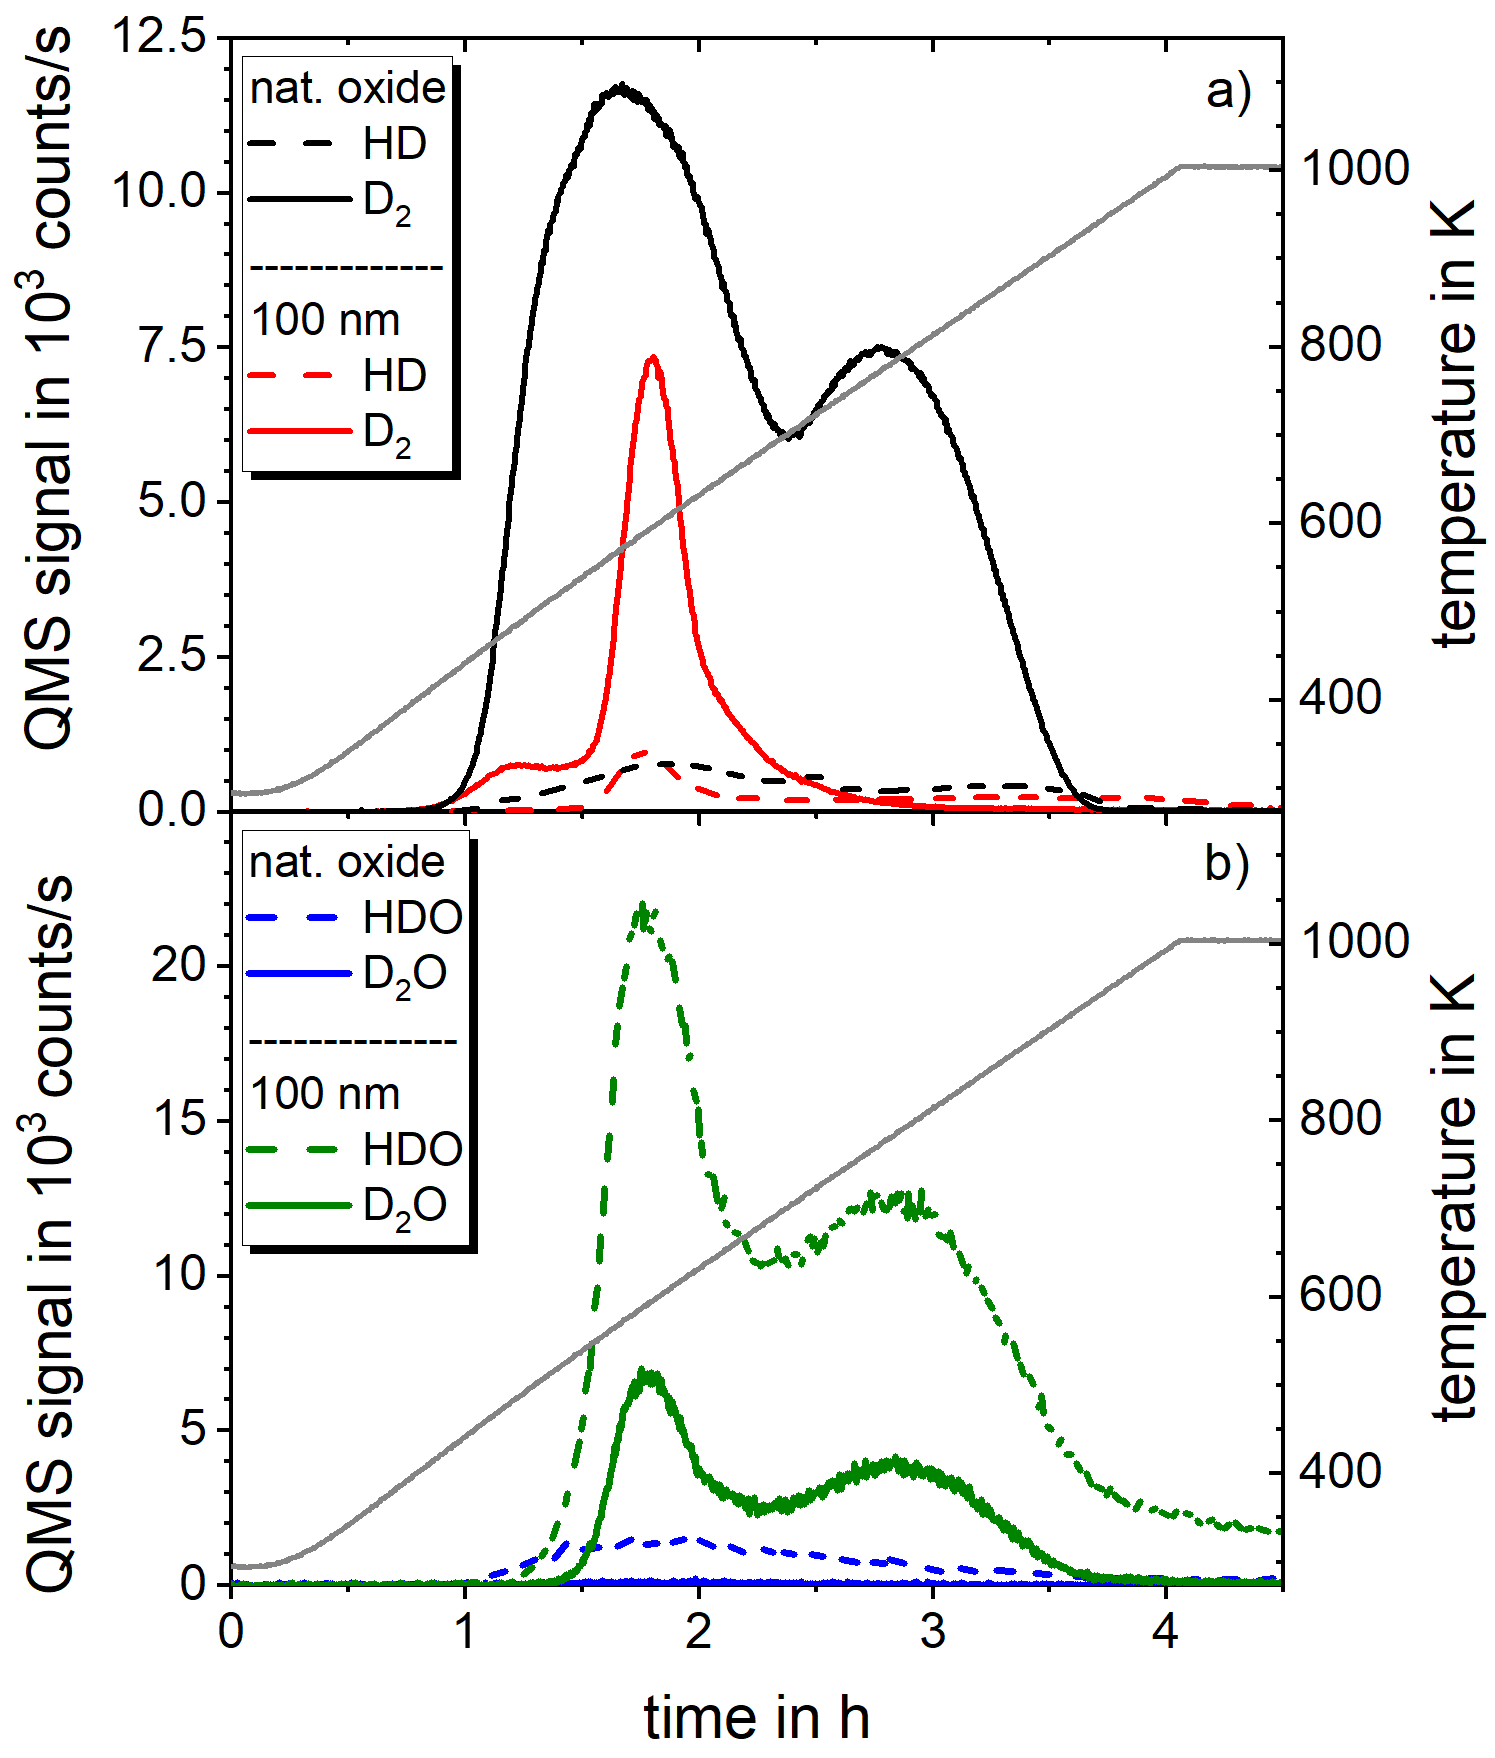 QMS signal in 10³ counts/s
12.5
10.0
7.5
5.0
2.5
0.0
nat. oxide
HD
D₂
-------------
100 nm
HD
D₂
a)
1000
800
600
400
temperature in K
QMS signal in 10³ counts/s
20
15
10
5
0
nat. oxide
HDO
D₂O
--------------
100 nm
HDO
D₂O
b)
1000
800
600
400
temperature in K
0 1 2 3 4
time in h